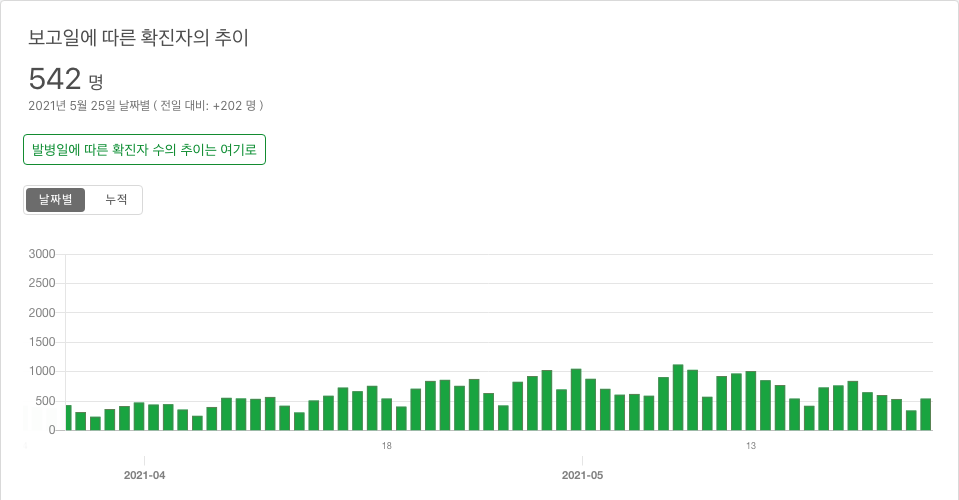 보고일에 따른 확진자의 추이
542 명
2021년 5월 25일 날짜별 ( 전일 대비: +202 명 )
발병일에 따른 확진자 수의 추이는 여기로
날짜별 누적
3000
2500
2000
1500
1000
500
0
18 13
2021-04 2021-05